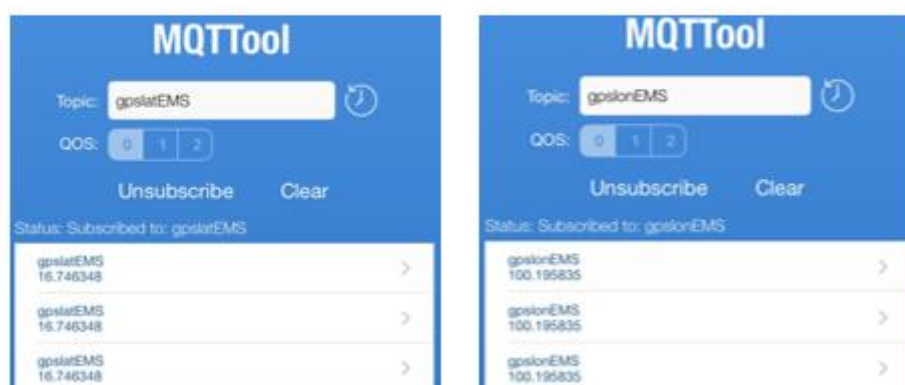 MQTTool
Topic: gpslatEMS
QOS: 0 1 2
Unsubscribe Clear
Status: Subscribed to: gpslatEMS
gpslatEMS
16.746348
gpslatEMS
16.746348
gpslatEMS
16.746348
MQTTool
Topic: gpslonEMS
QOS: 0 1 2
Unsubscribe Clear
Status: Subscribed to: gpslonEMS
gpslonEMS
100.195835
gpslonEMS
100.195835
gpslonEMS
100.195835